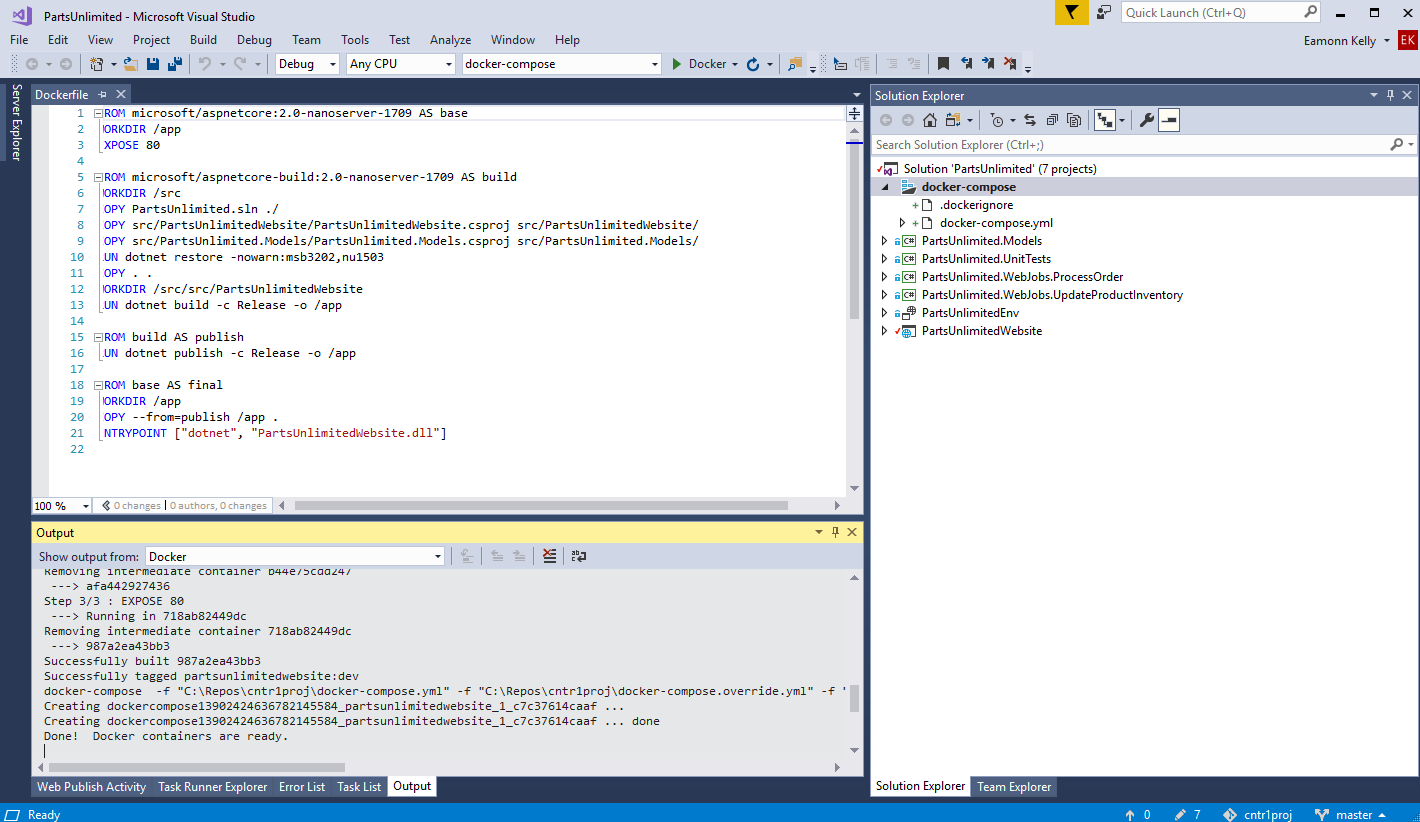 PartsUnlimited - Microsoft Visual Studio
Quick Launch (Ctrl+Q)
File Edit View Project Build Debug Team Tools Test Analyze Window Help
Eamonn Kelly EK
Debug Any CPU docker-compose Docker
Server Explorer
Dockerfile
1 ROM microsoft/aspnetcore:2.0-nanoserver-1709 AS base
2 ORKDIR /app
3 XPOSE 80
4
5 ROM microsoft/aspnetcore-build:2.0-nanoserver-1709 AS build
6 ORKDIR /src
7 OPY PartsUnlimited.sln ./
8 OPY src/PartsUnlimitedWebsite/PartsUnlimitedWebsite.csproj src/PartsUnlimitedWebsite/
9 OPY src/PartsUnlimited.Models/PartsUnlimited.Models.csproj src/PartsUnlimited.Models/
10 UN dotnet restore -nowarn:msb3202,nu1503
11 OPY . .
12 ORKDIR /src/src/PartsUnlimitedWebsite
13 UN dotnet build -c Release -o /app
14
15 ROM build AS publish
16 UN dotnet publish -c Release -o /app
17
18 ROM base AS final
19 ORKDIR /app
20 OPY --from=publish /app .
21 NTRYPOINT ["dotnet", "PartsUnlimitedWebsite.dll"]
22
100 % 0 changes | 0 authors, 0 changes
Output
Show output from: Docker
Removing intermediate container b44e75cdd247
---> afa442927436
Step 3/3 : EXPOSE 80
---> Running in 718ab82449dc
Removing intermediate container 718ab82449dc
---> 987a2ea43bb3
Successfully built 987a2ea43bb3
Successfully tagged partsunlimitedwebsite:dev
docker-compose -f "C:\Repos\cntr1proj\docker-compose.yml" -f "C:\Repos\cntr1proj\docker-compose.override.yml" -f '
Creating dockercompose13902424636782145584_partsunlimitedwebsite_1_c7c37614caaf ...
Creating dockercompose13902424636782145584_partsunlimitedwebsite_1_c7c37614caaf ... done
Done! Docker containers are ready.
Web Publish Activity Task Runner Explorer Error List Task List Output
Solution Explorer
Search Solution Explorer (Ctrl+;)
Solution 'PartsUnlimited' (7 projects)
docker-compose
.dockerignore
docker-compose.yml
C# PartsUnlimited.Models
C# PartsUnlimited.UnitTests
C# PartsUnlimited.WebJobs.ProcessOrder
C# PartsUnlimited.WebJobs.UpdateProductInventory
PartsUnlimitedEnv
PartsUnlimitedWebsite
Solution Explorer Team Explorer
Ready 0 7 cntr1proj master